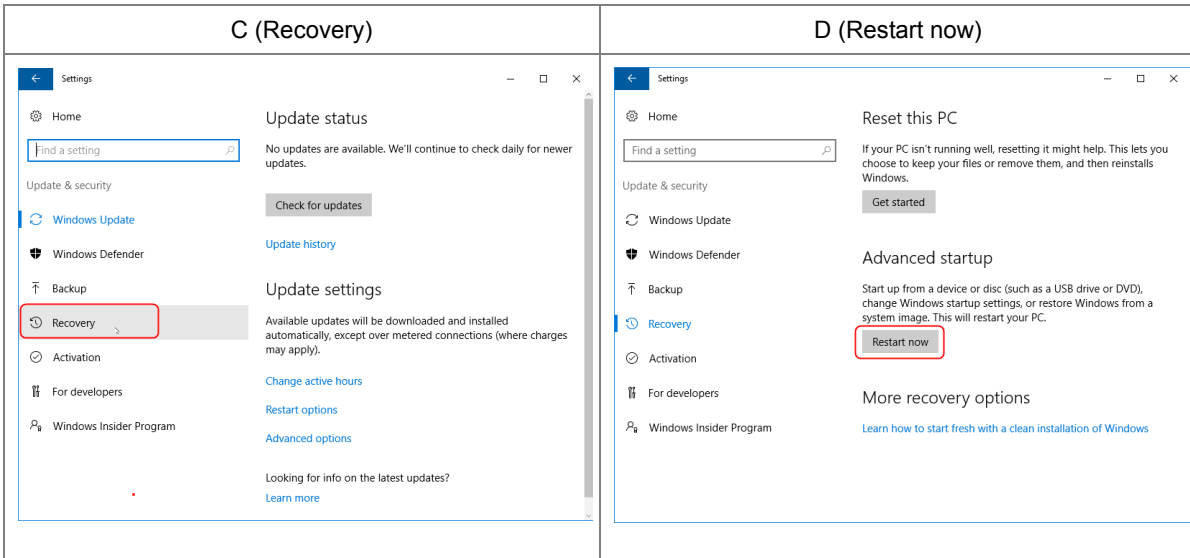 C (Recovery)
D (Restart now)
Settings
Home
Find a setting
Update & security
Windows Update
Windows Defender
Backup
Recovery
Activation
For developers
Windows Insider Program
Update status
No updates are available. We'll continue to check daily for newer
updates.
Check for updates
Update history
Update settings
Available updates will be downloaded and installed
automatically, except over metered connections (where charges
may apply).
Change active hours
Restart options
Advanced options
Looking for info on the latest updates?
Learn more
Settings
Home
Find a setting
Update & security
Windows Update
Windows Defender
Backup
Recovery
Activation
For developers
Windows Insider Program
Reset this PC
If your PC isn't running well, resetting it might help. This lets you
choose to keep your files or remove them, and then reinstalls
Windows.
Get started
Advanced startup
Start up from a device or disc (such as a USB drive or DVD),
change Windows startup settings, or restore Windows from a
system image. This will restart your PC.
Restart now
More recovery options
Learn how to start fresh with a clean installation of Windows